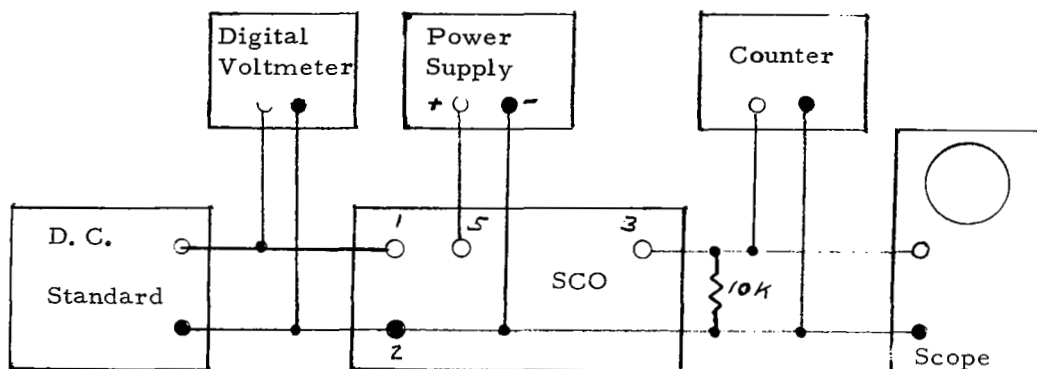 Digital
Voltmeter
Power
Supply
+ -
Counter
D. C.
Standard
1
5
3
SCO
2
10K
Scope